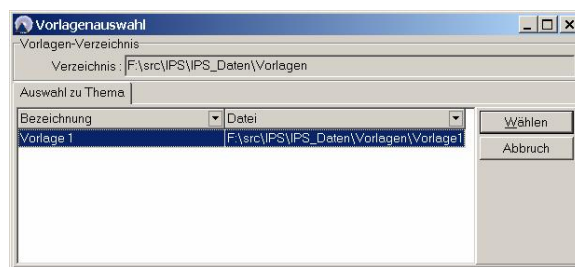 Vorlagenauswahl
Vorlagen-Verzeichnis
Verzeichnis : F:\src\IPS\IPS_Daten\Vorlagen
Auswahl zu Thema
Bezeichnung Datei
Wählen
Vorlage 1 F:\src\IPS\IPS_Daten\Vorlagen\Vorlage1
Abbruch